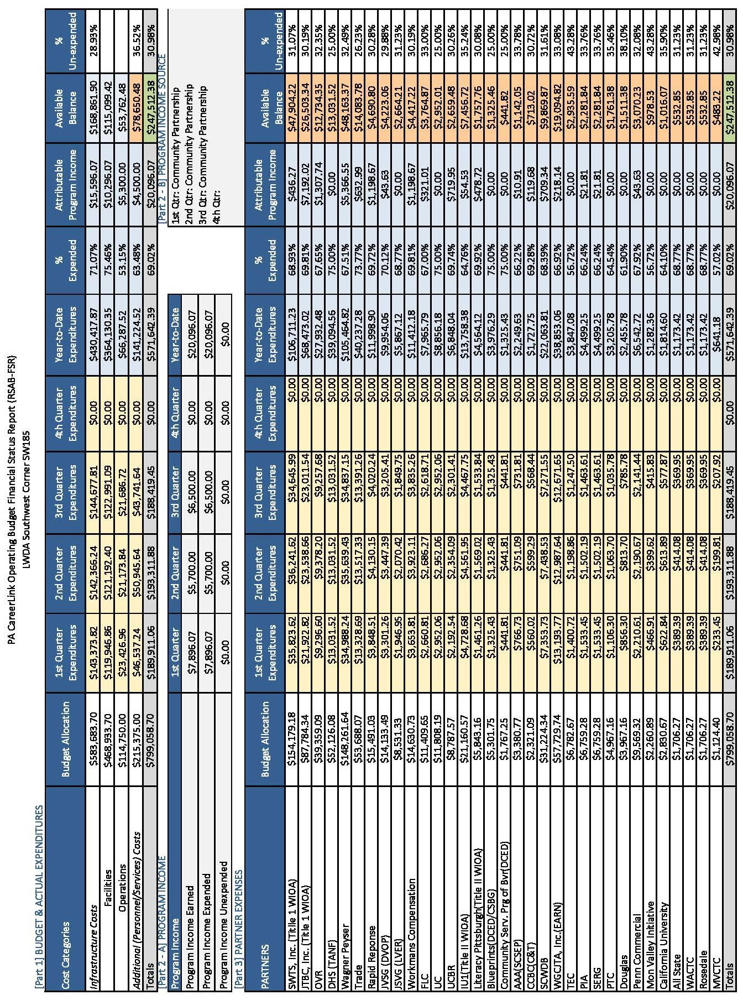 PA CareerLink Operating Budget Financial Status Report (RSAB-FSR)
LWDA Southwest Corner SW185
[Part 1] BUDGET & ACTUAL EXPENDITURES
Cost Categories Budget Allocation 1st Quarter Expenditures 2nd Quarter Expenditures 3rd Quarter Expenditures 4th Quarter Expenditures Year-to-Date Expenditures % Expended Attributable Program Income Available Balance % Un-expended
Infrastructure Costs $583,683.70 $143,373.82 $142,366.24 $144,677.81 $0.00 $430,417.87 71.07% $15,596.07 $168,861.90 28.93%
Facilities $468,933.70 $119,946.86 $121,192.40 $122,991.09 $0.00 $364,130.35 75.46% $10,296.07 $115,099.42
Operations $114,750.00 $23,426.96 $21,173.84 $21,686.72 $0.00 $66,287.52 53.15% $5,300.00 $53,762.48
Additional (Personnel/Services) Costs $215,375.00 $46,537.24 $50,945.64 $43,741.64 $0.00 $141,224.52 63.48% $4,500.00 $78,650.48 36.52%
Totals $799,058.70 $189,911.06 $193,311.88 $188,419.45 $0.00 $571,642.39 69.02% $20,096.07 $247,512.38 30.98%
[Part 2 - A] PROGRAM INCOME [Part 2 - B] PROGRAM INCOME SOURCE
Program Income 1st Quarter 2nd Quarter 3rd Quarter 4th Quarter Year-to-Date 1st Qtr: Community Partnership
Program Income Earned $7,896.07 $5,700.00 $6,500.00 $0.00 $20,096.07 2nd Qtr: Community Partnership
Program Income Expended $7,896.07 $5,700.00 $6,500.00 $0.00 $20,096.07 3rd Qtr: Community Partnership
Program Income Unexpended $0.00 $0.00 $0.00 $0.00 $0.00 4th Qtr:
[Part 3] PARTNER EXPENSES
PARTNERS Budget Allocation 1st Quarter Expenditures 2nd Quarter Expenditures 3rd Quarter Expenditures 4th Quarter Expenditures Year-to-Date Expenditures % Expended Attributable Program Income Available Balance % Un-expended
SWTS, Inc. (Title 1 WIOA) $154,179.18 $35,823.62 $36,241.62 $34,645.99 $0.00 $106,711.23 68.93% $436.27 $47,904.22 31.07%
JTBC, Inc. (Title 1 WIOA) $87,784.34 $21,922.82 $23,538.66 $23,011.54 $0.00 $68,473.02 69.81% $7,192.02 $26,503.34 30.19%
OVR $39,359.09 $9,296.60 $9,378.20 $9,257.68 $0.00 $27,932.48 67.65% $1,307.74 $12,734.35 32.35%
DHS (TANF) $52,126.08 $13,031.52 $13,031.52 $13,031.52 $0.00 $39,094.56 75.00% $0.00 $13,031.52 25.00%
Wagner Peyser $148,261.64 $34,988.24 $35,639.43 $34,837.15 $0.00 $105,464.82 67.51% $5,366.55 $48,163.37 32.49%
Trade $53,688.07 $13,328.69 $13,517.33 $13,391.26 $0.00 $40,237.28 73.77% $632.99 $14,083.78 26.23%
Rapid Reponse $15,491.03 $3,848.51 $4,130.15 $4,020.24 $0.00 $11,998.90 69.72% $1,198.67 $4,690.80 30.28%
JVSG (DVOP) $14,133.49 $3,301.26 $3,447.39 $3,205.41 $0.00 $9,954.06 70.12% $43.63 $4,223.06 29.88%
JSVG (LVER) $8,531.33 $1,946.95 $2,070.42 $1,849.75 $0.00 $5,867.12 68.77% $0.00 $2,664.21 31.23%
Workmans Compensation $14,630.73 $3,653.81 $3,923.11 $3,835.26 $0.00 $11,412.18 69.81% $1,198.67 $4,417.22 30.19%
FLC $11,409.65 $2,660.81 $2,686.27 $2,618.71 $0.00 $7,965.79 67.00% $321.01 $3,764.87 33.00%
UC $11,808.19 $2,952.06 $2,952.06 $2,952.06 $0.00 $8,856.18 75.00% $0.00 $2,952.01 25.00%
UCBR $8,787.57 $2,192.54 $2,354.09 $2,301.41 $0.00 $6,848.04 69.74% $719.95 $2,659.48 30.26%
IU1(Title II WIOA) $21,160.57 $4,728.68 $4,561.95 $4,467.75 $0.00 $13,758.38 64.76% $54.53 $7,456.72 35.24%
Literacy Pittsburgh(Title II WIOA) $5,843.16 $1,461.26 $1,569.02 $1,533.84 $0.00 $4,564.12 69.92% $478.72 $1,757.76 30.08%
Blueprints(DCED/CSBG) $5,301.75 $1,325.43 $1,325.43 $1,325.43 $0.00 $3,976.29 75.00% $0.00 $1,325.46 25.00%
Community Serv. Prg of Bvr(DCED) $1,767.25 $441.81 $441.81 $441.81 $0.00 $1,325.43 75.00% $0.00 $441.82 25.00%
AAA(SCSEP) $3,380.77 $766.73 $751.09 $731.81 $0.00 $2,249.63 66.22% $10.91 $1,142.05 33.78%
CCBC(C&T) $2,321.09 $560.02 $599.29 $568.44 $0.00 $1,727.75 69.28% $119.68 $713.02 30.72%
SCWDB $31,224.34 $7,353.73 $7,438.53 $7,271.55 $0.00 $22,063.81 68.39% $709.34 $9,869.87 31.61%
WGCJTA, Inc.(EARN) $57,729.74 $13,193.77 $12,987.64 $12,671.65 $0.00 $38,853.06 66.92% $218.14 $19,094.82 33.08%
TEC $6,782.67 $1,400.72 $1,198.86 $1,247.50 $0.00 $3,847.08 56.72% $0.00 $2,935.59 43.28%
PIA $6,759.28 $1,533.45 $1,502.19 $1,463.61 $0.00 $4,499.25 66.24% $21.81 $2,281.84 33.76%
SERG $6,759.28 $1,533.45 $1,502.19 $1,463.61 $0.00 $4,499.25 66.24% $21.81 $2,281.84 33.76%
PTC $4,967.16 $1,106.30 $1,063.70 $1,035.78 $0.00 $3,205.78 64.54% $0.00 $1,761.38 35.46%
Douglas $3,967.16 $856.30 $813.70 $785.78 $0.00 $2,455.78 61.90% $0.00 $1,511.38 38.10%
Penn Commercial $9,569.32 $2,210.61 $2,190.67 $2,141.44 $0.00 $6,542.72 67.92% $43.63 $3,070.23 32.08%
Mon Valley Initiative $2,260.89 $466.91 $399.62 $415.83 $0.00 $1,282.36 56.72% $0.00 $978.53 43.28%
California University $2,830.67 $622.84 $613.89 $577.87 $0.00 $1,814.60 64.10% $0.00 $1,016.07 35.90%
All State $1,706.27 $389.39 $414.08 $369.95 $0.00 $1,173.42 68.77% $0.00 $532.85 31.23%
WACTC $1,706.27 $389.39 $414.08 $369.95 $0.00 $1,173.42 68.77% $0.00 $532.85 31.23%
Rosedale $1,706.27 $389.39 $414.08 $369.95 $0.00 $1,173.42 68.77% $0.00 $532.85 31.23%
MVCTC $1,124.40 $233.45 $199.81 $207.92 $0.00 $641.18 57.02% $0.00 $483.22 42.98%
Totals $799,058.70 $189,911.06 $193,311.88 $188,419.45 $0.00 $571,642.39 69.02% $20,096.07 $247,512.38 30.98%